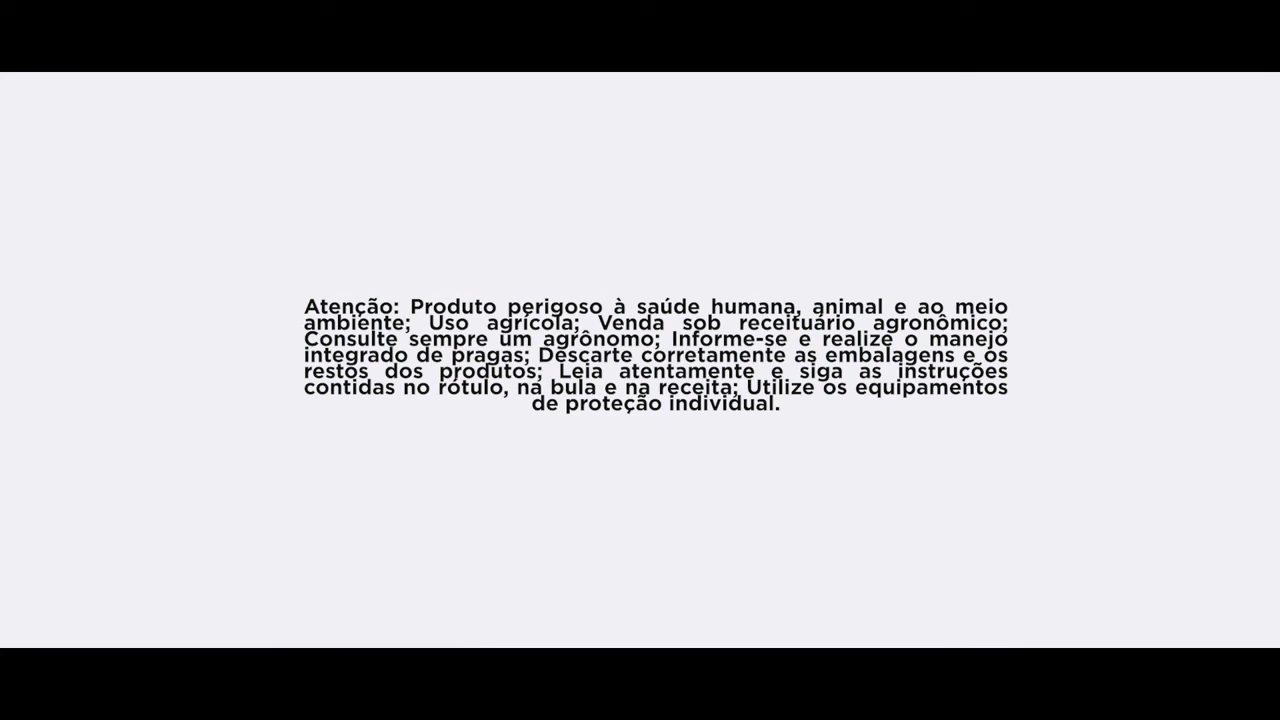 Atenção: Produto perigoso à saúde humana, animal e ao meio
ambiente; Uso agrícola; Venda sob receituário agronômico;
Consulte sempre um agrônomo; Informe-se e realize o manejo
integrado de pragas; Descarte corretamente as embalagens e os
restos dos produtos; Leia atentamente e siga as instruções
contidas no rótulo, na bula e na receita; Utilize os equipamentos
de proteção individual.